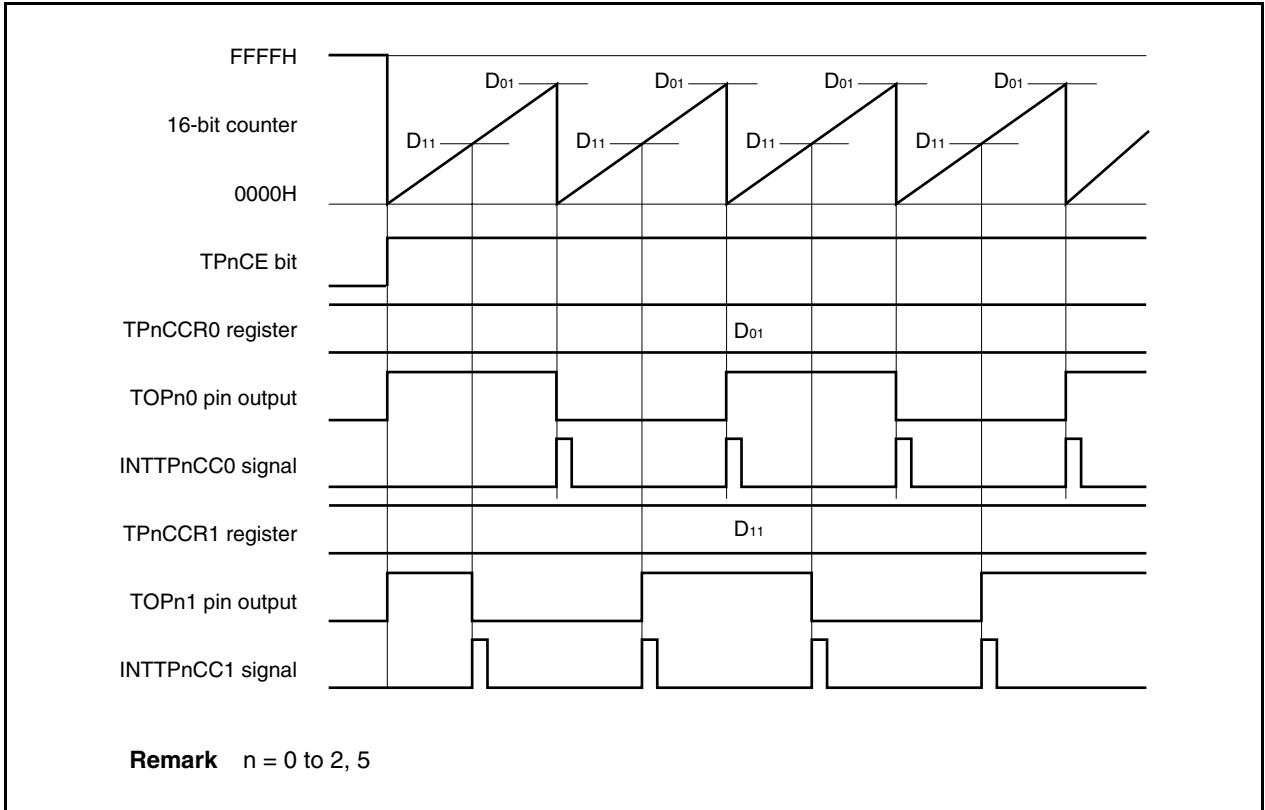 FFFFH
D01 D01 D01 D01
16-bit counter
D11 D11 D11 D11
0000H
TPnCE bit
TPnCCR0 register
D01
TOPn0 pin output
INTTPnCC0 signal
TPnCCR1 register
D11
TOPn1 pin output
INTTPnCC1 signal
Remark n = 0 to 2, 5